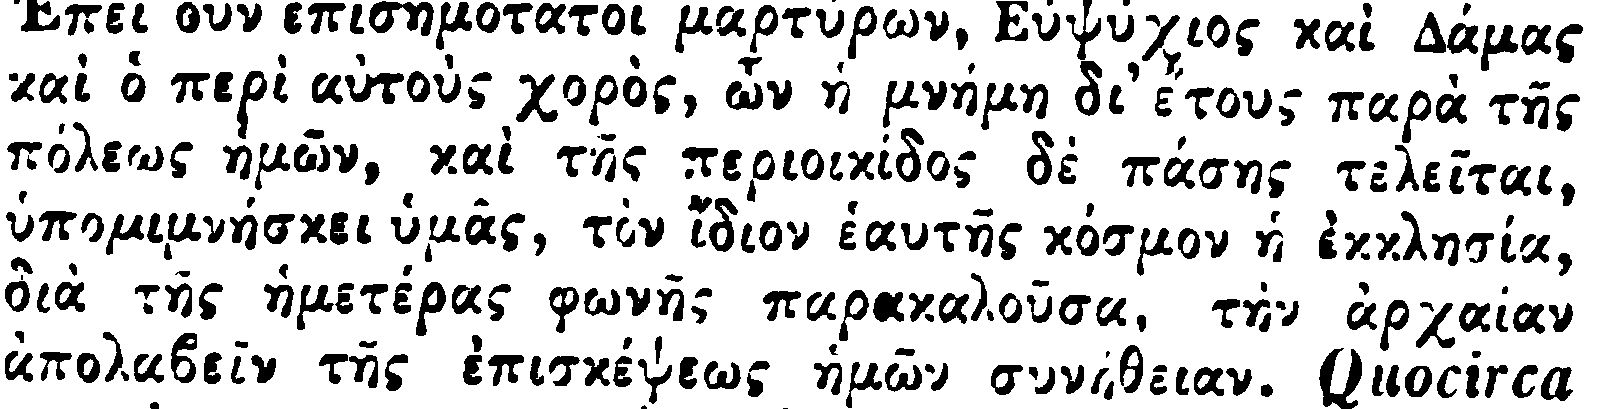 Ἐπεὶ οὖν ἐπισημότατοι μαρτύρων, Εὐψύχιος καὶ Δάμας
καὶ ὁ περὶ αὐτοὺς χορὸς, ὧν ἡ μνήμη δι' ἔτους παρὰ τῆς
πόλεως ἡμῶν, καὶ τῆς περιοικίδος δὲ πάσης τελεῖται,
ὑπομιμνήσκει ὑμᾶς, τὸν ἴδιον ἑαυτῆς κόσμον ἡ ἐκκλησία,
διὰ τῆς ἡμετέρας φωνῆς παρακαλοῦσα, τὴν ἀρχαίαν
ἀπολαβεῖν τῆς ἐπισκέψεως ἡμῶν συνήθειαν. Quocirca